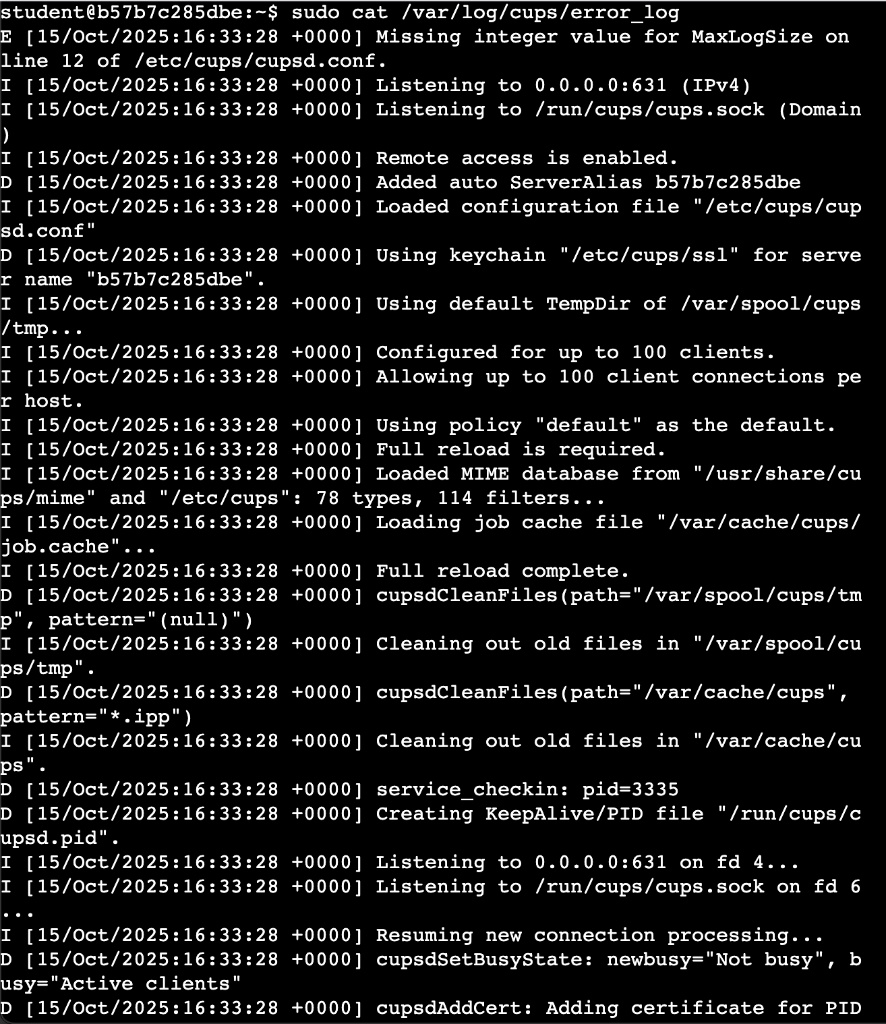 student@b57b7c285dbe:~$ sudo cat /var/log/cups/error_log
E [15/Oct/2025:16:33:28 +0000] Missing integer value for MaxLogSize on
line 12 of /etc/cups/cupsd.conf.
I [15/Oct/2025:16:33:28 +0000] Listening to 0.0.0.0:631 (IPv4)
I [15/Oct/2025:16:33:28 +0000] Listening to /run/cups/cups.sock (Domain
)
I [15/Oct/2025:16:33:28 +0000] Remote access is enabled.
D [15/Oct/2025:16:33:28 +0000] Added auto ServerAlias b57b7c285dbe
I [15/Oct/2025:16:33:28 +0000] Loaded configuration file "/etc/cups/cup
sd.conf"
D [15/Oct/2025:16:33:28 +0000] Using keychain "/etc/cups/ssl" for serve
r name "b57b7c285dbe".
I [15/Oct/2025:16:33:28 +0000] Using default TempDir of /var/spool/cups
/tmp...
I [15/Oct/2025:16:33:28 +0000] Configured for up to 100 clients.
I [15/Oct/2025:16:33:28 +0000] Allowing up to 100 client connections pe
r host.
I [15/Oct/2025:16:33:28 +0000] Using policy "default" as the default.
I [15/Oct/2025:16:33:28 +0000] Full reload is required.
I [15/Oct/2025:16:33:28 +0000] Loaded MIME database from "/usr/share/cu
ps/mime" and "/etc/cups": 78 types, 114 filters...
I [15/Oct/2025:16:33:28 +0000] Loading job cache file "/var/cache/cups/
job.cache"...
I [15/Oct/2025:16:33:28 +0000] Full reload complete.
D [15/Oct/2025:16:33:28 +0000] cupsdCleanFiles(path="/var/spool/cups/tm
p", pattern="(null)")
I [15/Oct/2025:16:33:28 +0000] Cleaning out old files in "/var/spool/cu
ps/tmp".
D [15/Oct/2025:16:33:28 +0000] cupsdCleanFiles(path="/var/cache/cups",
pattern="*.ipp")
I [15/Oct/2025:16:33:28 +0000] Cleaning out old files in "/var/cache/cu
ps".
D [15/Oct/2025:16:33:28 +0000] service_checkin: pid=3335
D [15/Oct/2025:16:33:28 +0000] Creating KeepAlive/PID file "/run/cups/c
upsd.pid".
I [15/Oct/2025:16:33:28 +0000] Listening to 0.0.0.0:631 on fd 4...
I [15/Oct/2025:16:33:28 +0000] Listening to /run/cups/cups.sock on fd 6
...
I [15/Oct/2025:16:33:28 +0000] Resuming new connection processing...
D [15/Oct/2025:16:33:28 +0000] cupsdSetBusyState: newbusy="Not busy", b
usy="Active clients"
D [15/Oct/2025:16:33:28 +0000] cupsdAddCert: Adding certificate for PID